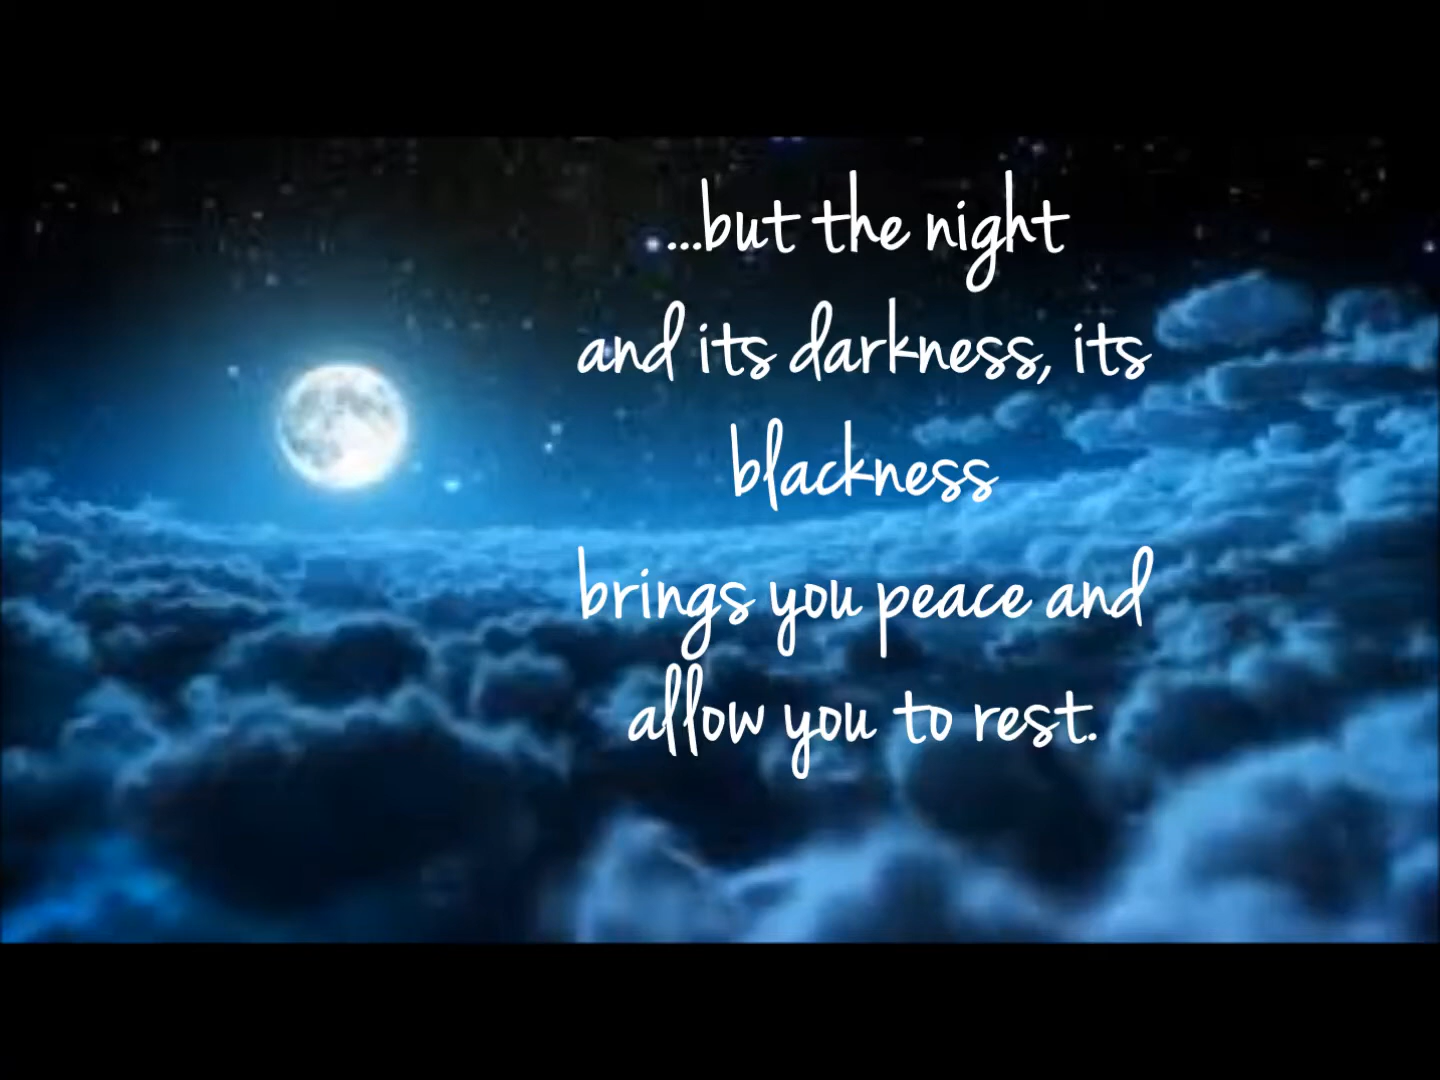 ...but the night
and its darkness, its
blackness
brings you peace and
allow you to rest.